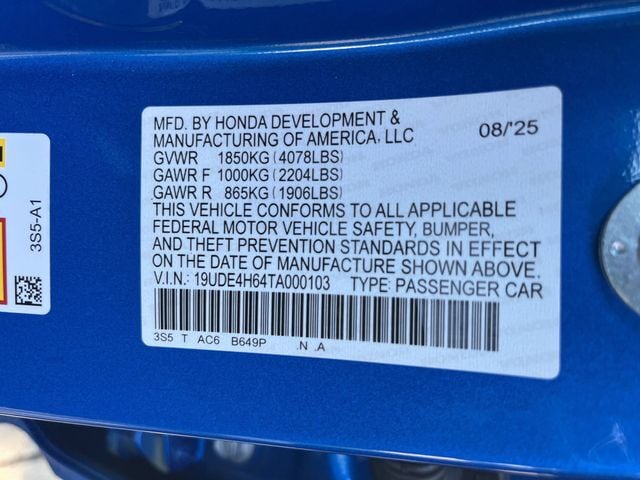 MFD. BY HONDA DEVELOPMENT &
MANUFACTURING OF AMERICA, LLC 08/'25
GVWR 1850KG (4078LBS)
GAWR F 1000KG (2204LBS)
GAWR R 865KG (1906LBS)
THIS VEHICLE CONFORMS TO ALL APPLICABLE
FEDERAL MOTOR VEHICLE SAFETY, BUMPER,
AND THEFT PREVENTION STANDARDS IN EFFECT
ON THE DATE OF MANUFACTURE SHOWN ABOVE.
V.I.N.: 19UDE4H64TA000103 TYPE: PASSENGER CAR
3S5 T AC6 B649P .N .A
3S5-A1